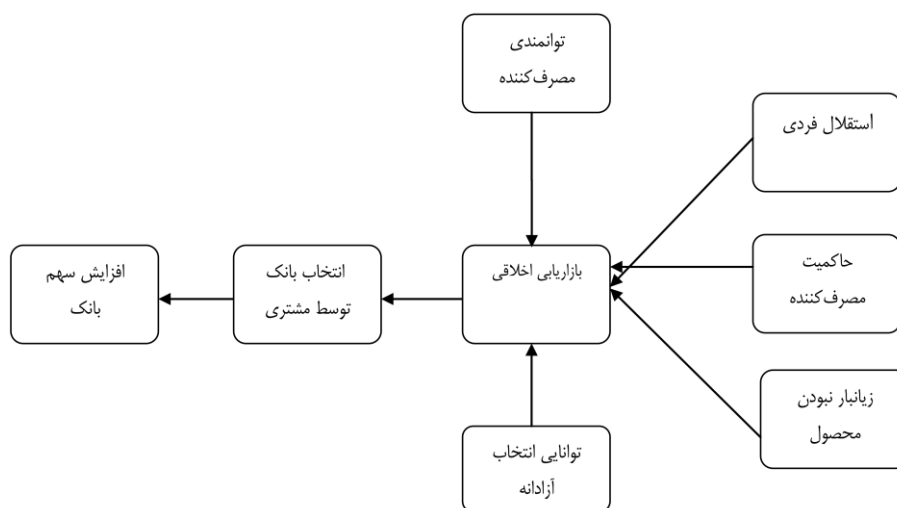 توانمندی
مصرف‌کننده
استقلال فردی
حاکمیت
مصرف‌کننده
بازاریابی اخلاقی
انتخاب بانک
توسط مشتری
افزایش سهم
بانک
زیانبار نبودن
محصول
توانایی انتخاب
آزادانه